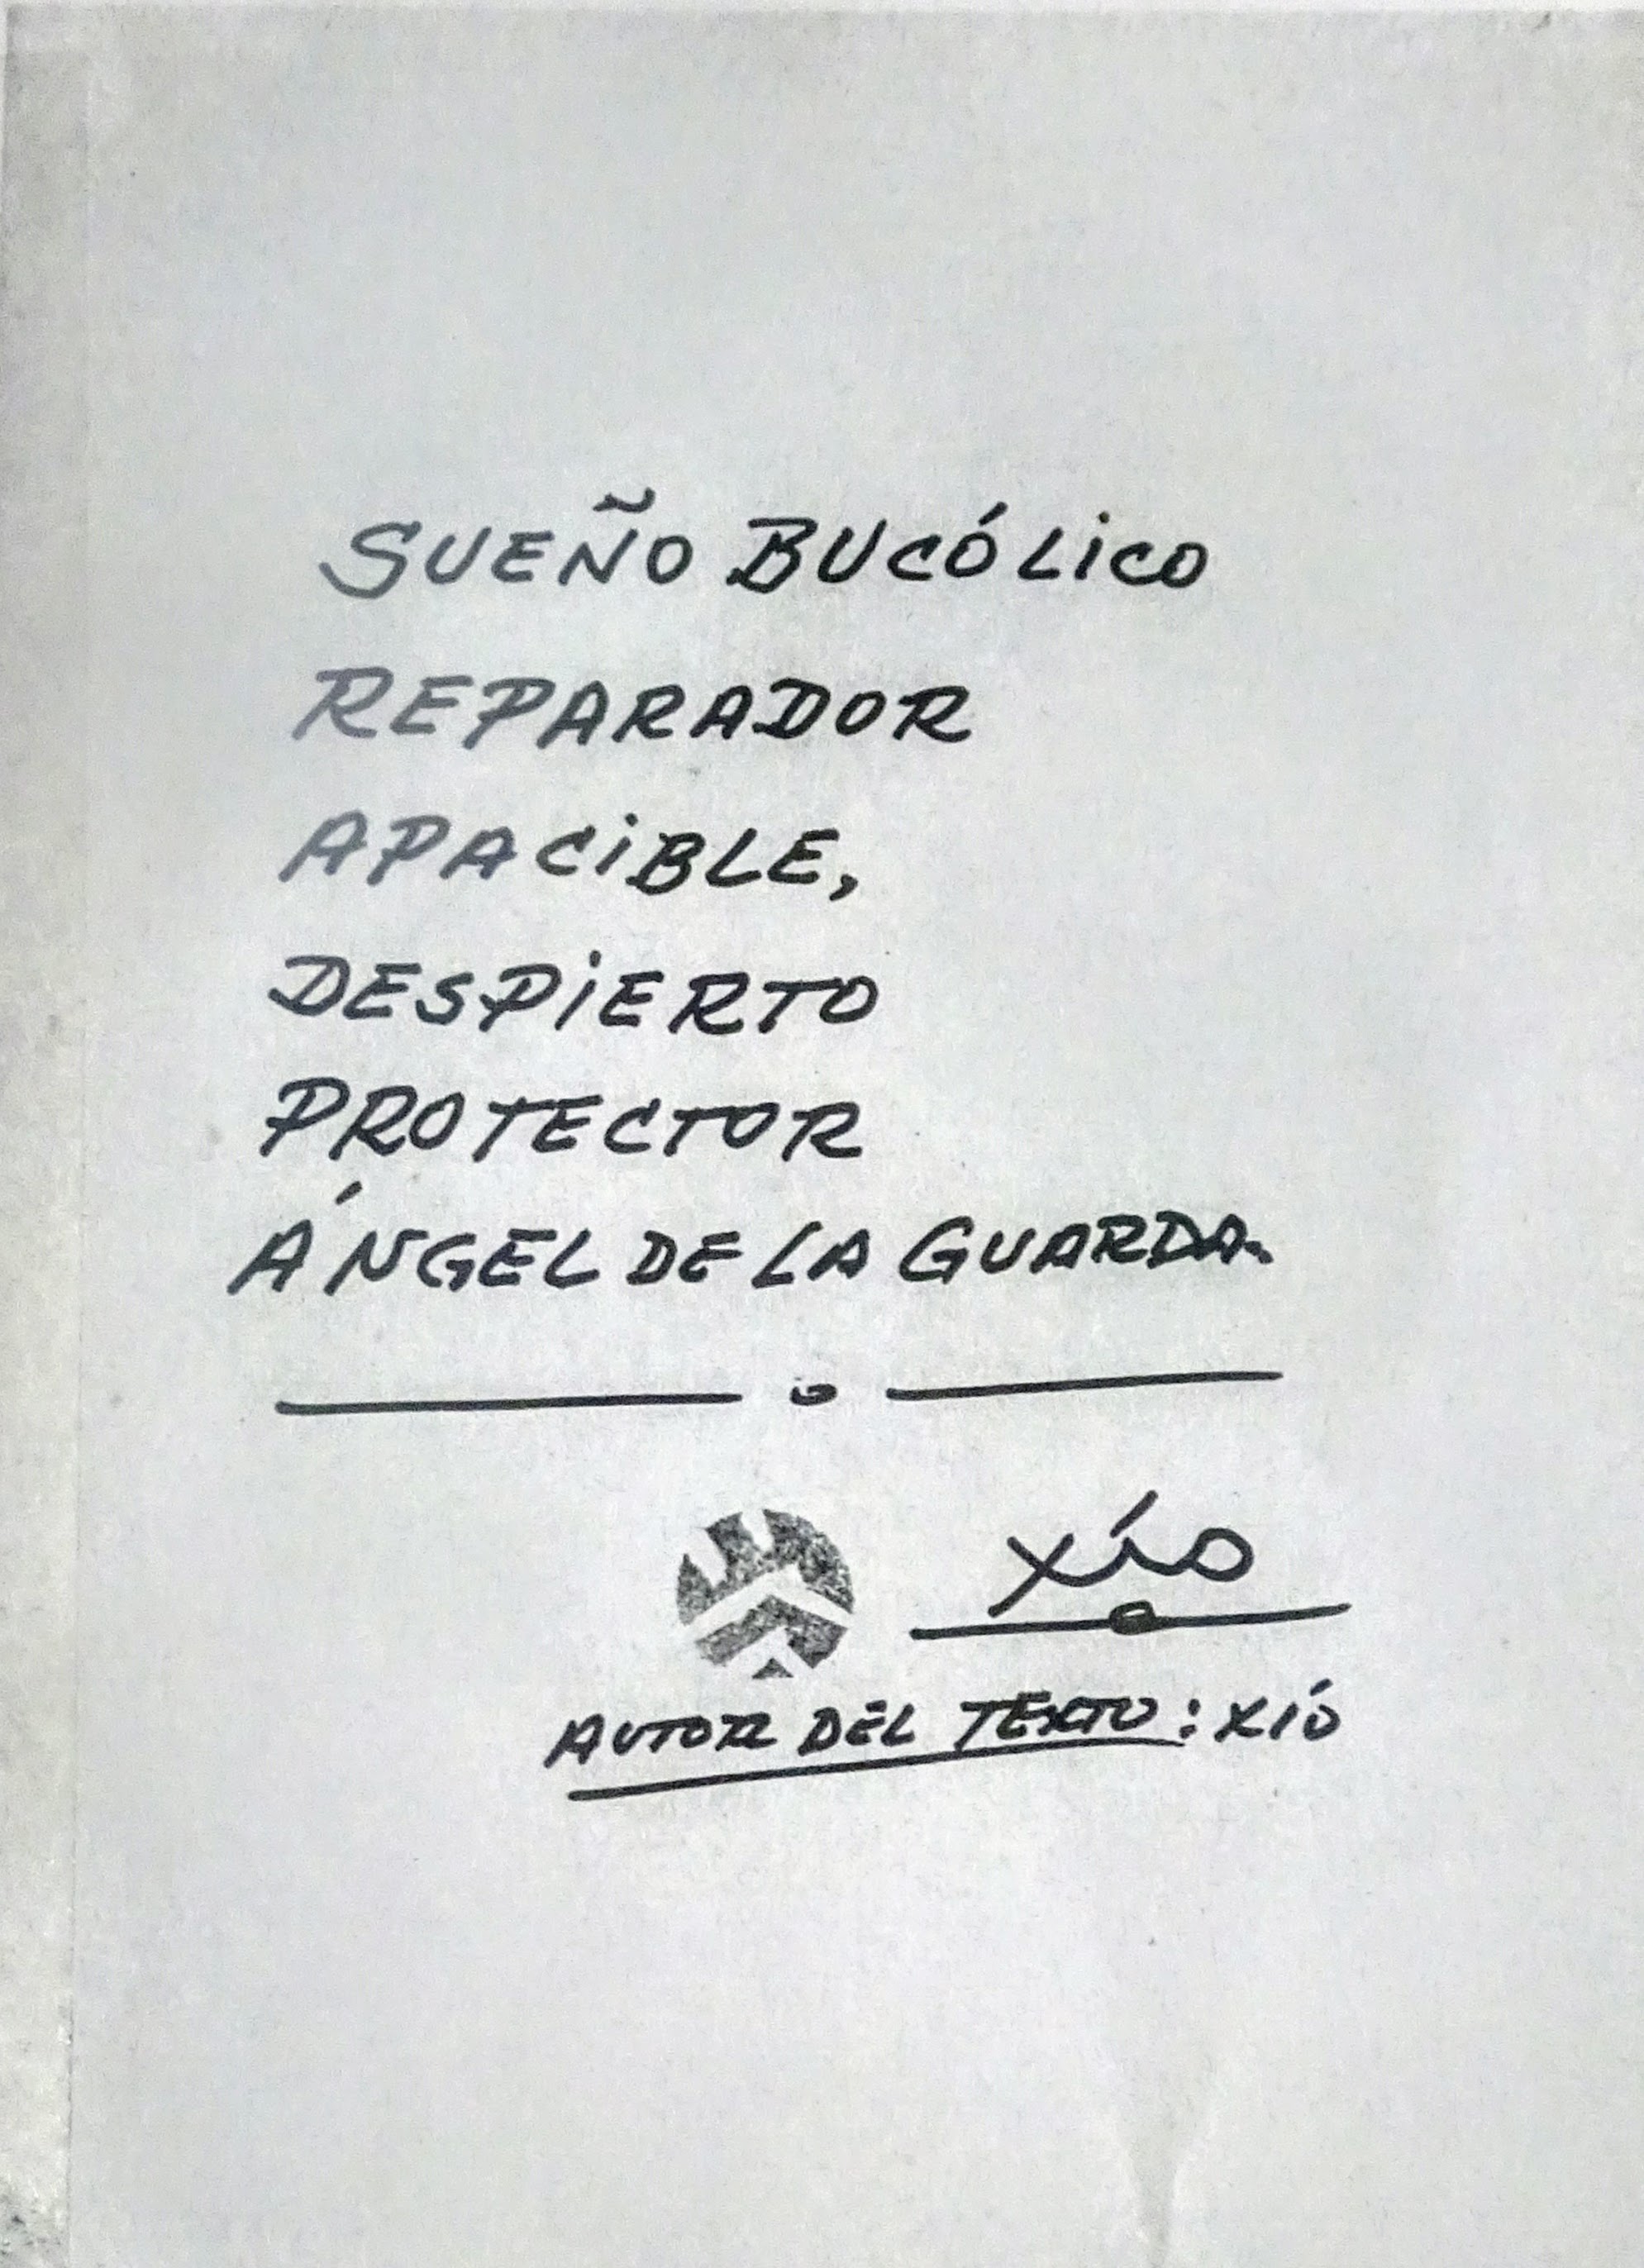 SUEÑO BUCÓLiCO
REPARADOR
APACiBLE,
DESPiERTO
PROTECTOR
ÁNGEL DE LA GUARDA.
xío
AUTOR DEL TEXTO: XÍO